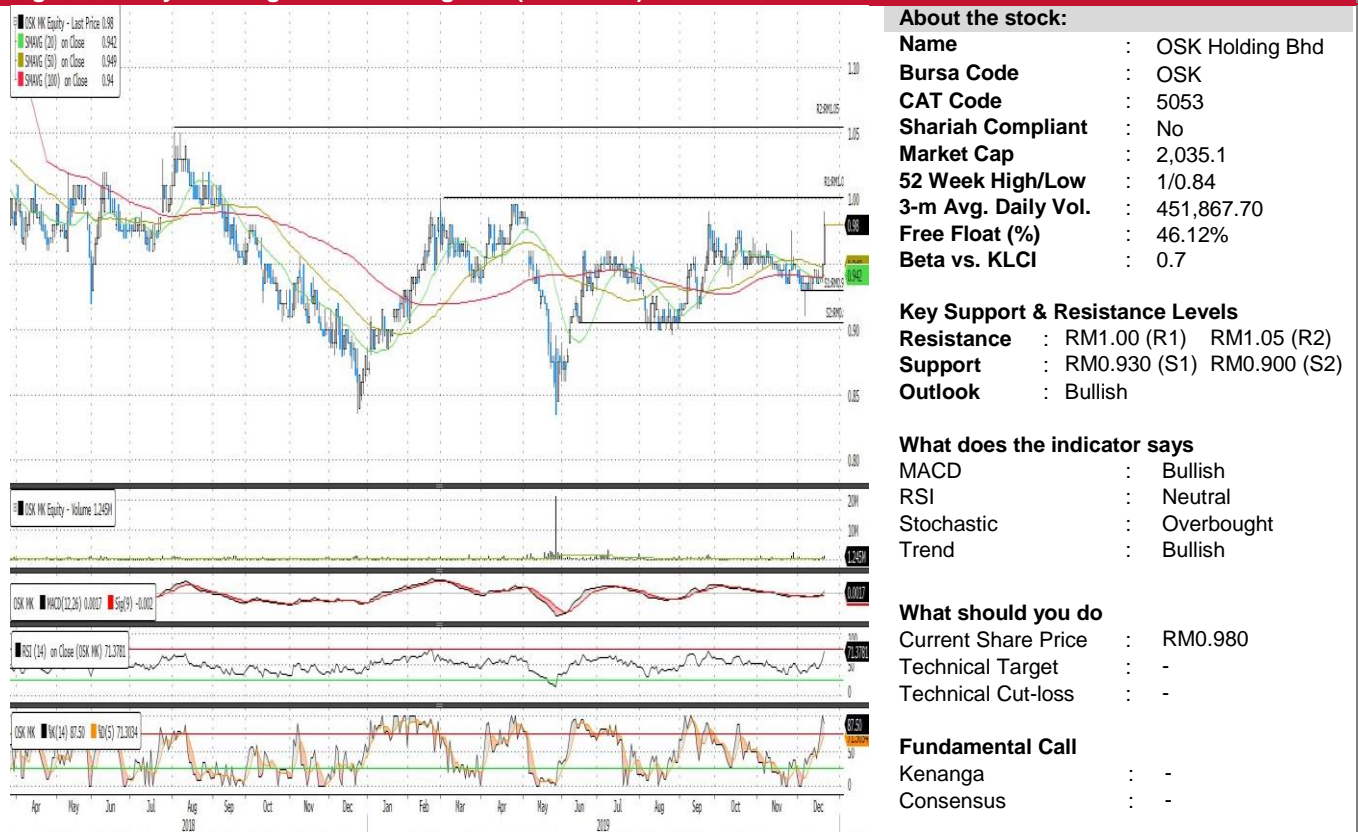 OSK MK Equity - Last Price 0.98
SMAVG (20) on Close 0.942
SMAVG (50) on Close 0.949
SMAVG (100) on Close 0.94
1.10
R2:RM1.05
1.05
R1:RM1.0
1.00
0.98
0.942
0.90
0.85
0.80
OSK MK Equity - Volume 1.245M
20M
10M
1.245M
OSK MK MACD(12,26) 0.0017 Sig(9) -0.002
0.0017
RSI (14) on Close (OSK MK) 71.3781
100
71.3781
50
0
OSK MK %K(14) 87.50 %D(5) 71.3034
87.50
50
0
Apr May Jun Jul Aug Sep Oct Nov Dec Jan Feb Mar Apr May Jun Jul Aug Sep Oct Nov Dec
2018 2019
About the stock:
Name : OSK Holding Bhd
Bursa Code : OSK
CAT Code : 5053
Shariah Compliant : No
Market Cap : 2,035.1
52 Week High/Low : 1/0.84
3-m Avg. Daily Vol. : 451,867.70
Free Float (%) : 46.12%
Beta vs. KLCI : 0.7
Key Support & Resistance Levels
Resistance : RM1.00 (R1) RM1.05 (R2)
Support : RM0.930 (S1) RM0.900 (S2)
Outlook : Bullish
What does the indicator says
MACD : Bullish
RSI : Neutral
Stochastic : Overbought
Trend : Bullish
What should you do
Current Share Price : RM0.980
Technical Target : -
Technical Cut-loss : -
Fundamental Call
Kenanga : -
Consensus : -